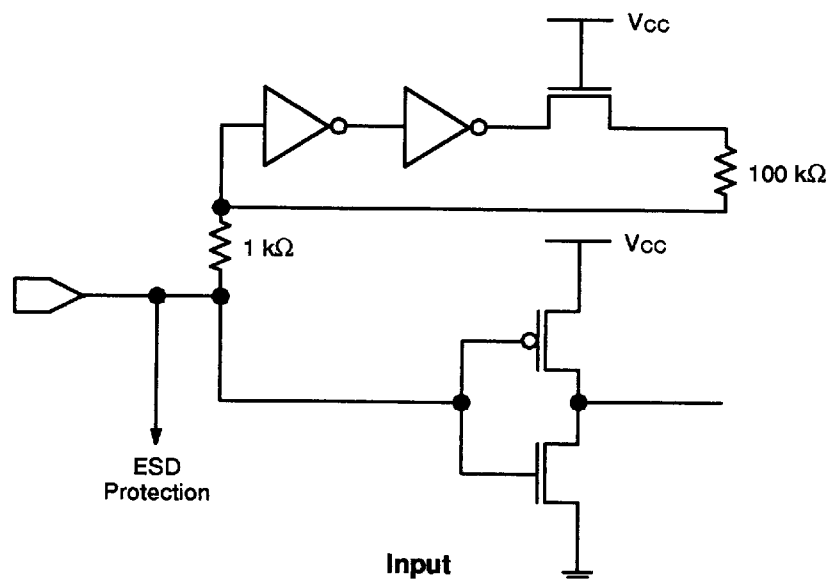 VCC
100 kΩ
1 kΩ
VCC
ESD
Protection
Input